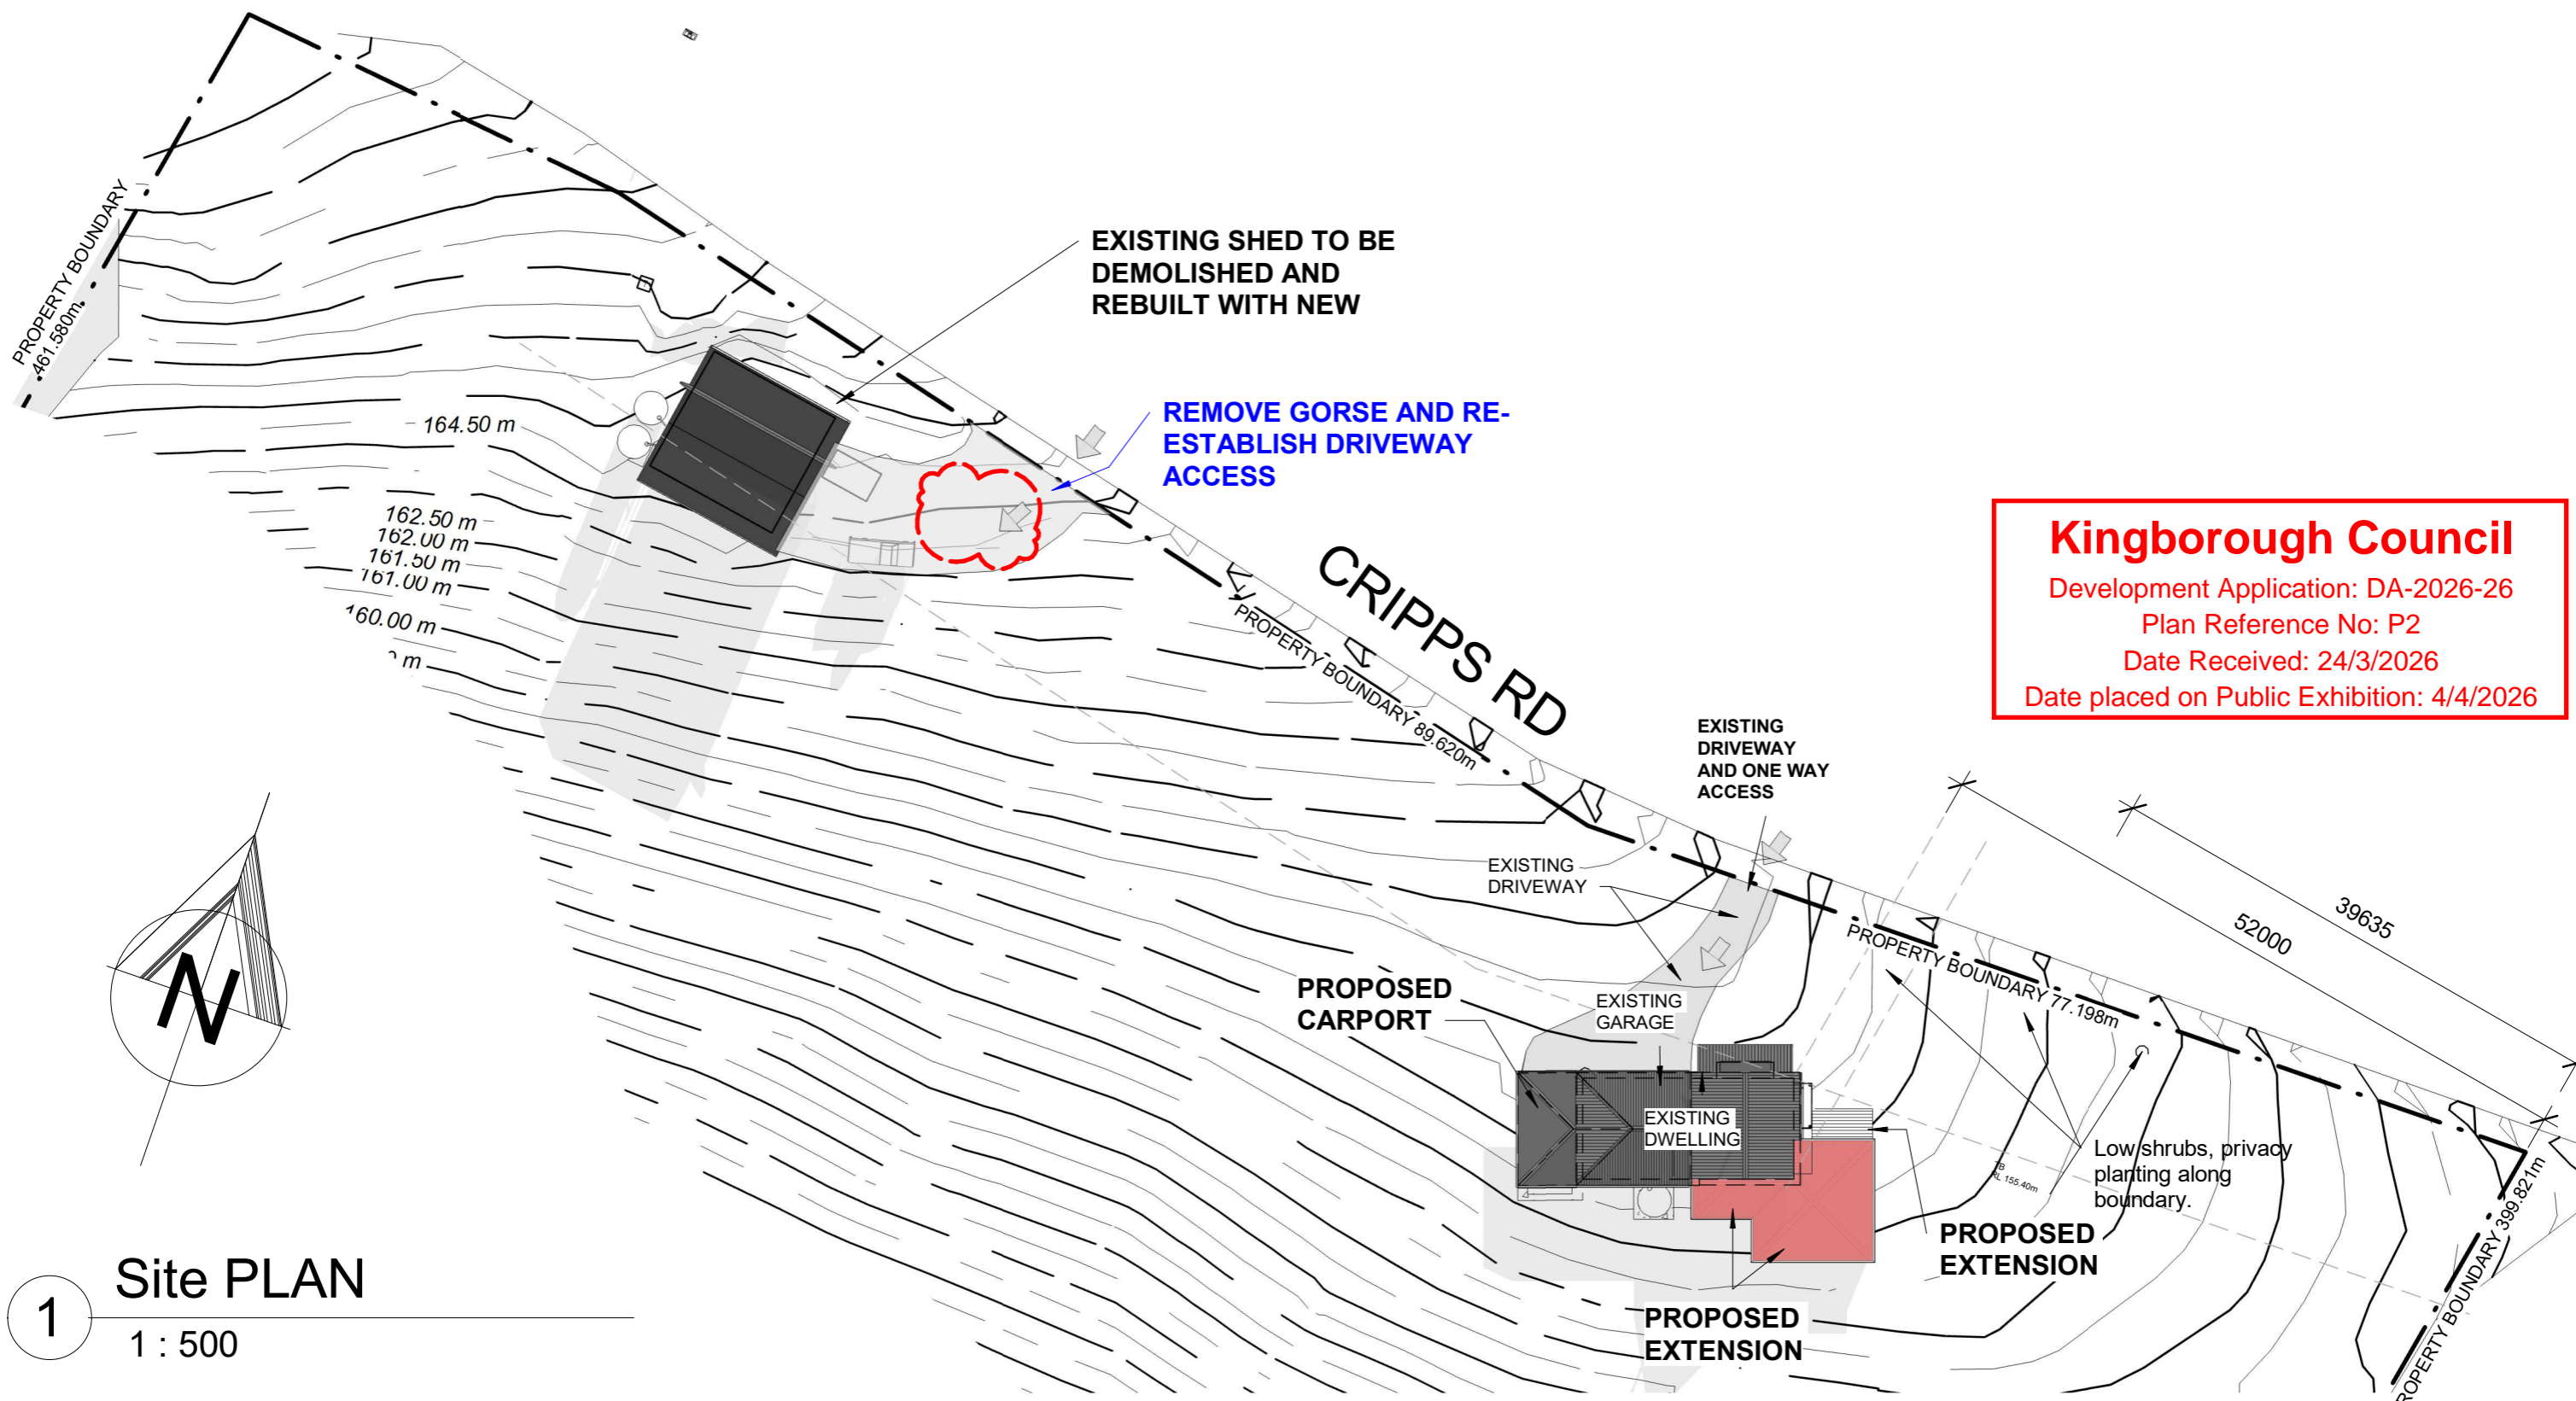 PROPERTY BOUNDARY
461.580m
EXISTING SHED TO BE
DEMOLISHED AND
REBUILT WITH NEW
REMOVE GORSE AND RE-
ESTABLISH DRIVEWAY
ACCESS
164.50 m
162.50 m
162.00 m
161.50 m
161.00 m
160.00 m
m
CRIPPS RD
PROPERTY BOUNDARY 89.620m
Kingborough Council
Development Application: DA-2026-26
Plan Reference No: P2
Date Received: 24/3/2026
Date placed on Public Exhibition: 4/4/2026
EXISTING
DRIVEWAY
AND ONE WAY
ACCESS
EXISTING
DRIVEWAY
39635
52000
PROPERTY BOUNDARY 77.198m
PROPOSED
CARPORT
EXISTING
GARAGE
EXISTING
DWELLING
Low shrubs, privacy
planting along
boundary.
RL 155.40m
PROPOSED
EXTENSION
PROPOSED
EXTENSION
PROPERTY BOUNDARY 399.821m
N
1
Site PLAN
1 : 500